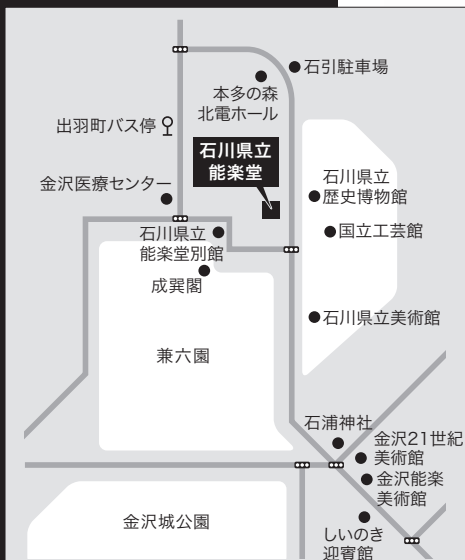 石引駐車場
本多の森
北電ホール
出羽町バス停
石川県立
能楽堂
金沢医療センター
石川県立
歴史博物館
国立工芸館
石川県立
能楽堂別館
成巽閣
石川県立美術館
兼六園
石浦神社
金沢21世紀
美術館
金沢能楽
美術館
金沢城公園
しいのき
迎賓館